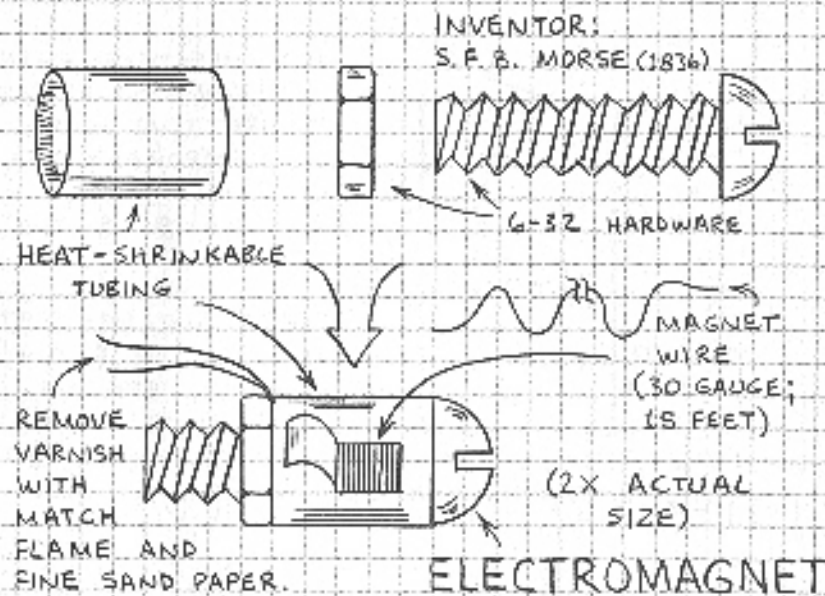 INVENTOR:
S. F. B. MORSE (1836)
6-32 HARDWARE
HEAT-SHRINKABLE
TUBING
MAGNET
WIRE
(30 GAUGE;
15 FEET)
REMOVE
VARNISH
WITH
MATCH
FLAME AND
FINE SAND PAPER.
(2X ACTUAL
SIZE)
ELECTROMAGNET